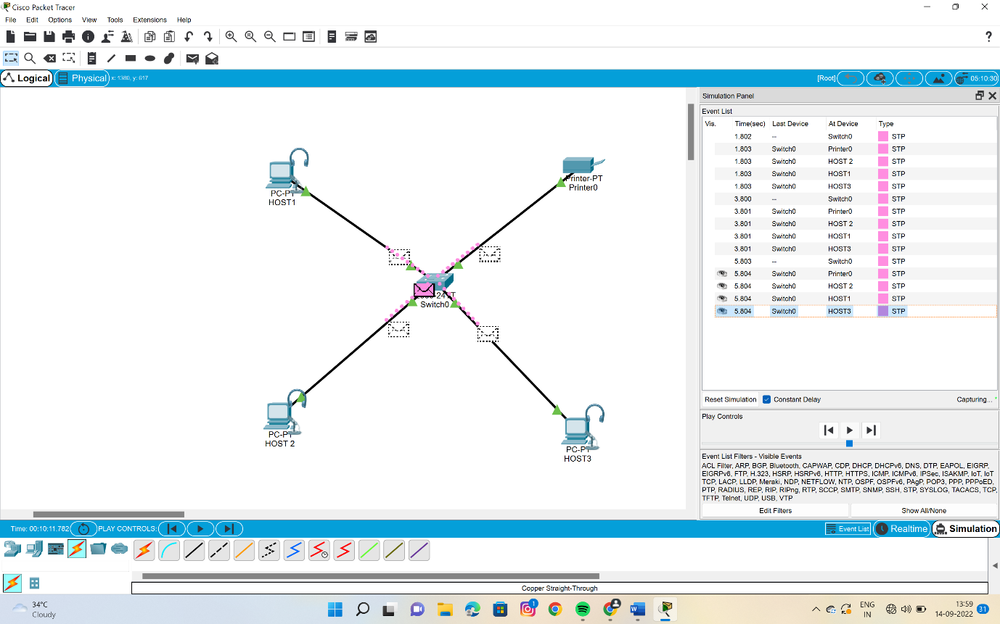 Cisco Packet Tracer
File Edit Options View Tools Extensions Help
?
Logical Physical x: 1380, y: 617 [Root] 05:10:30
Simulation Panel
Event List
Vis. Time(sec) Last Device At Device Type
1.802 -- Switch0 STP
1.803 Switch0 Printer0 STP
1.803 Switch0 HOST 2 STP
1.803 Switch0 HOST1 STP
1.803 Switch0 HOST3 STP
3.800 -- Switch0 STP
3.801 Switch0 Printer0 STP
3.801 Switch0 HOST 2 STP
3.801 Switch0 HOST1 STP
3.801 Switch0 HOST3 STP
5.803 -- Switch0 STP
5.804 Switch0 Printer0 STP
5.804 Switch0 HOST 2 STP
5.804 Switch0 HOST1 STP
5.804 Switch0 HOST3 STP
PC-PT
HOST1
Printer-PT
Printer0
Switch0
PC-PT
HOST 2
PC-PT
HOST3
Reset Simulation Constant Delay Capturing...
Play Controls
Event List Filters - Visible Events
ACL Filter, ARP, BGP, Bluetooth, CAPWAP, CDP, DHCP, DHCPv6, DNS, DTP, EAPOL, EIGRP,
EIGRPv6, FTP, H.323, HSRP, HSRPv6, HTTP, HTTPS, ICMP, ICMPv6, IPSec, ISAKMP, IoT, IoT
TCP, LACP, LLDP, Meraki, NDP, NETFLOW, NTP, OSPF, OSPFv6, PAgP, POP3, PPP, PPPoED,
PTP, RADIUS, REP, RIP, RIPng, RTP, SCCP, SMTP, SNMP, SSH, STP, SYSLOG, TACACS, TCP,
TFTP, Telnet, UDP, USB, VTP
Edit Filters Show All/None
Time: 00:10:11.782 PLAY CONTROLS: Event List Realtime Simulation
Copper Straight-Through
34°C
Cloudy
1
ENG
IN
13:59
14-09-2022
31